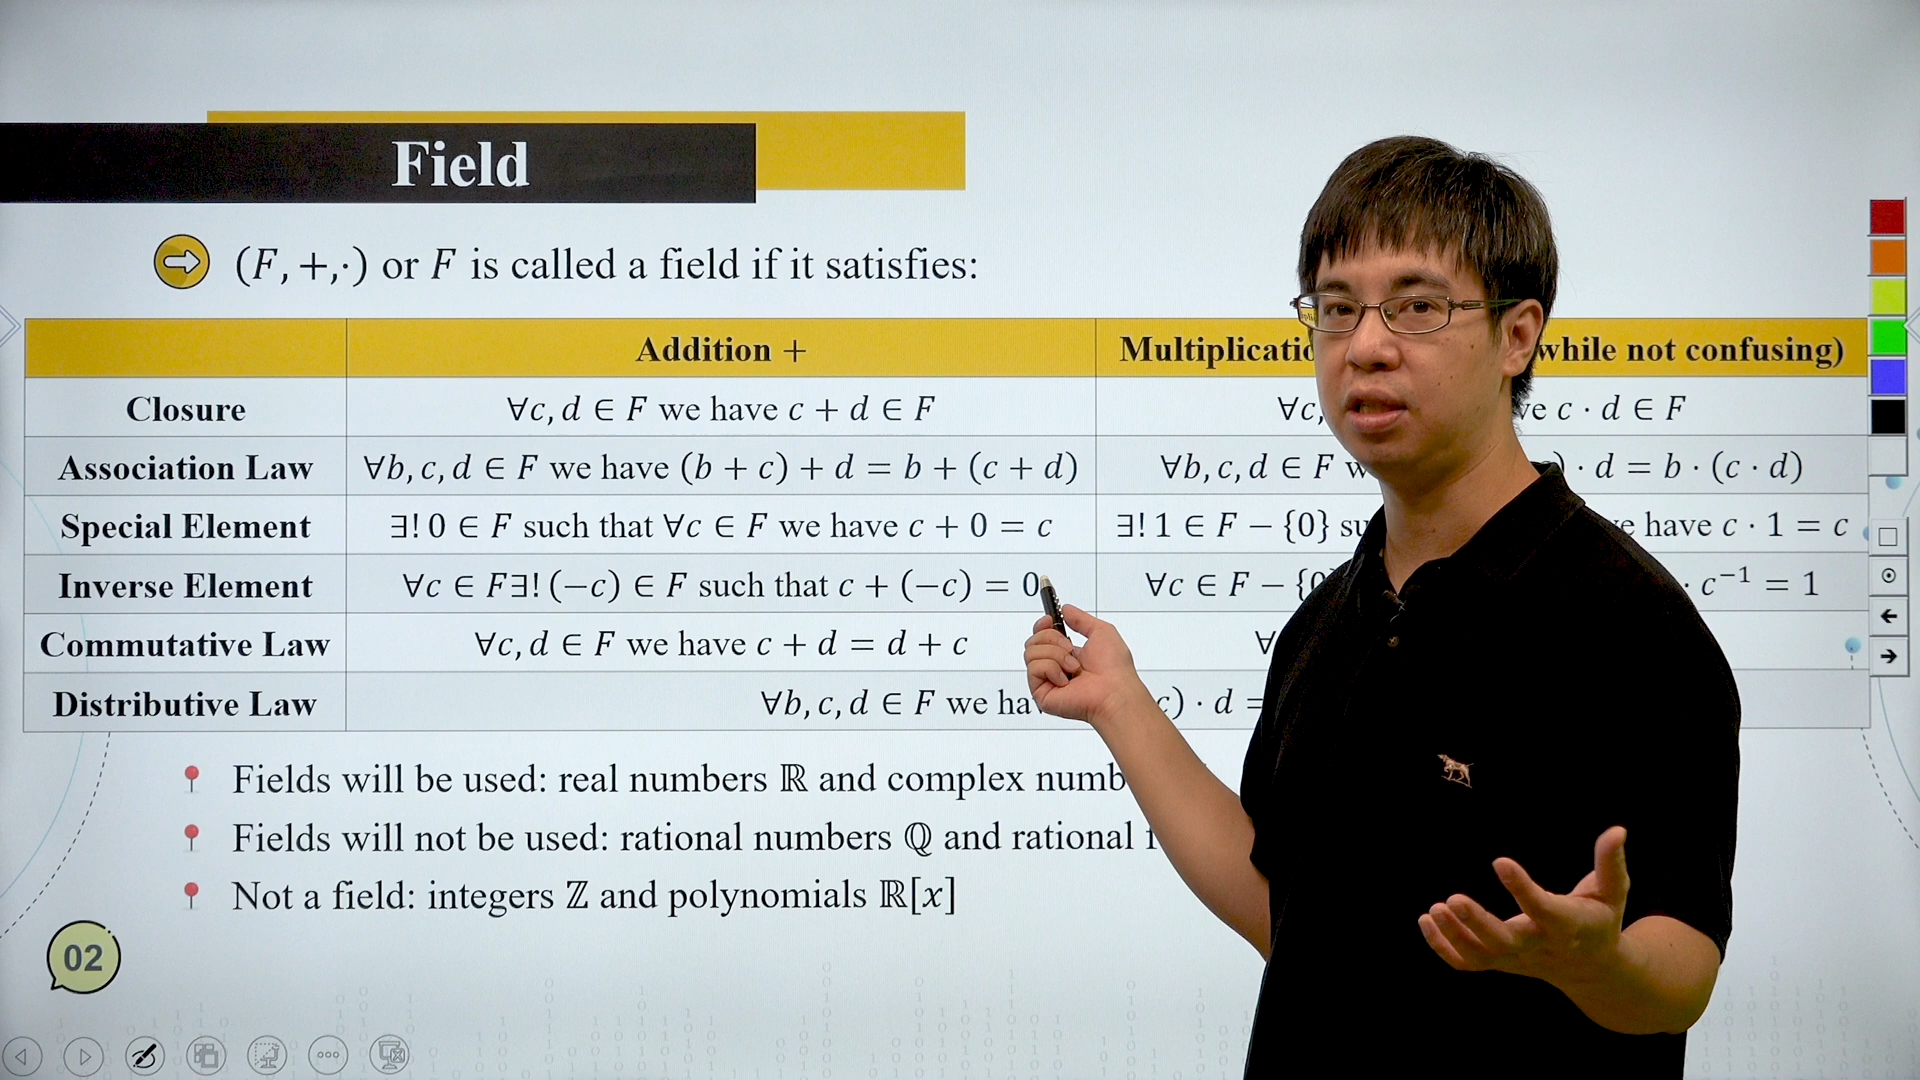 Field
(F, +,·) or F is called a field if it satisfies:
Addition + Multiplicatio while not confusing)
Closure ∀c, d ∈ F we have c + d ∈ F ∀c, ve c · d ∈ F
Association Law ∀b, c, d ∈ F we have (b + c) + d = b + (c + d) ∀b, c, d ∈ F w ) · d = b · (c · d)
Special Element ∃! 0 ∈ F such that ∀c ∈ F we have c + 0 = c ∃! 1 ∈ F − {0} su e have c · 1 = c
Inverse Element ∀c ∈ F∃! (−c) ∈ F such that c + (−c) = 0 ∀c ∈ F − {0 · c⁻¹ = 1
Commutative Law ∀c, d ∈ F we have c + d = d + c ∀
Distributive Law ∀b, c, d ∈ F we ha c) · d =
Fields will be used: real numbers ℝ and complex numb
Fields will not be used: rational numbers ℚ and rational
Not a field: integers ℤ and polynomials ℝ[x]
02